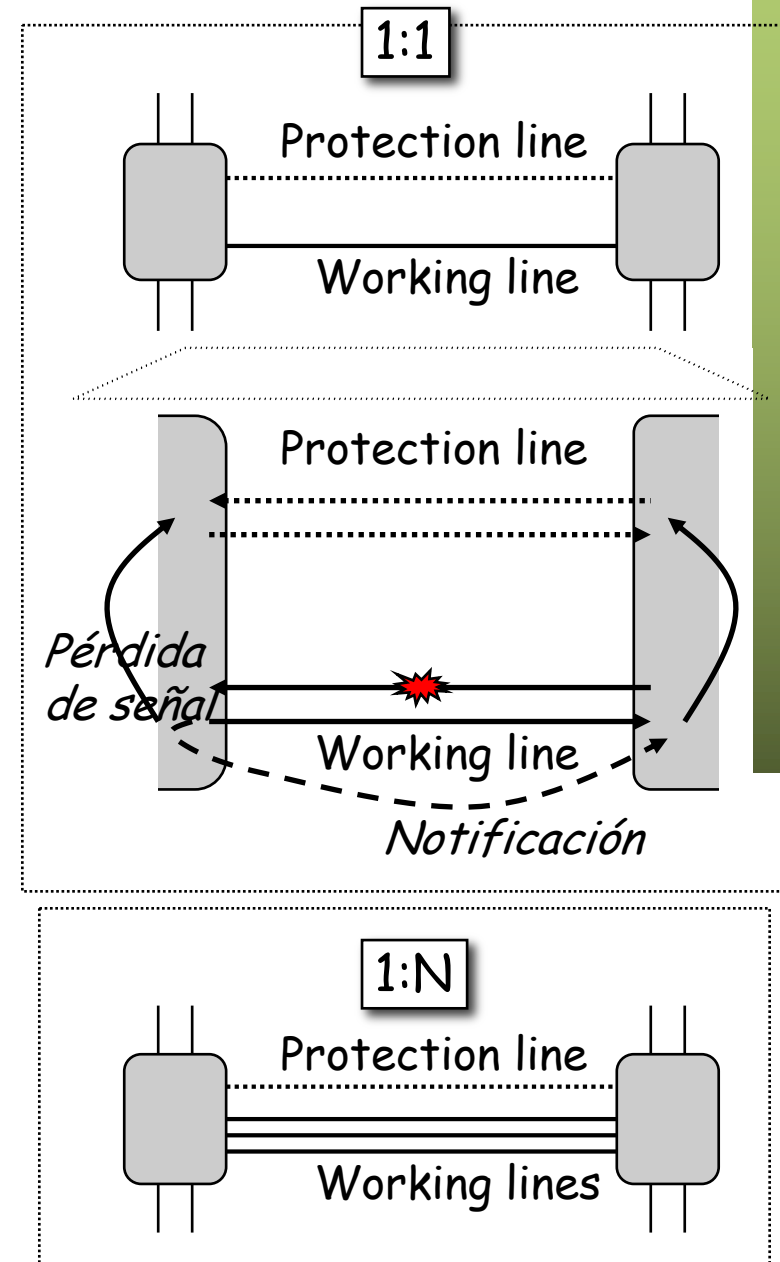 1:1
Protection line
Working line
Protection line
Pérdida
de señal
Working line
Notificación
1:N
Protection line
Working lines